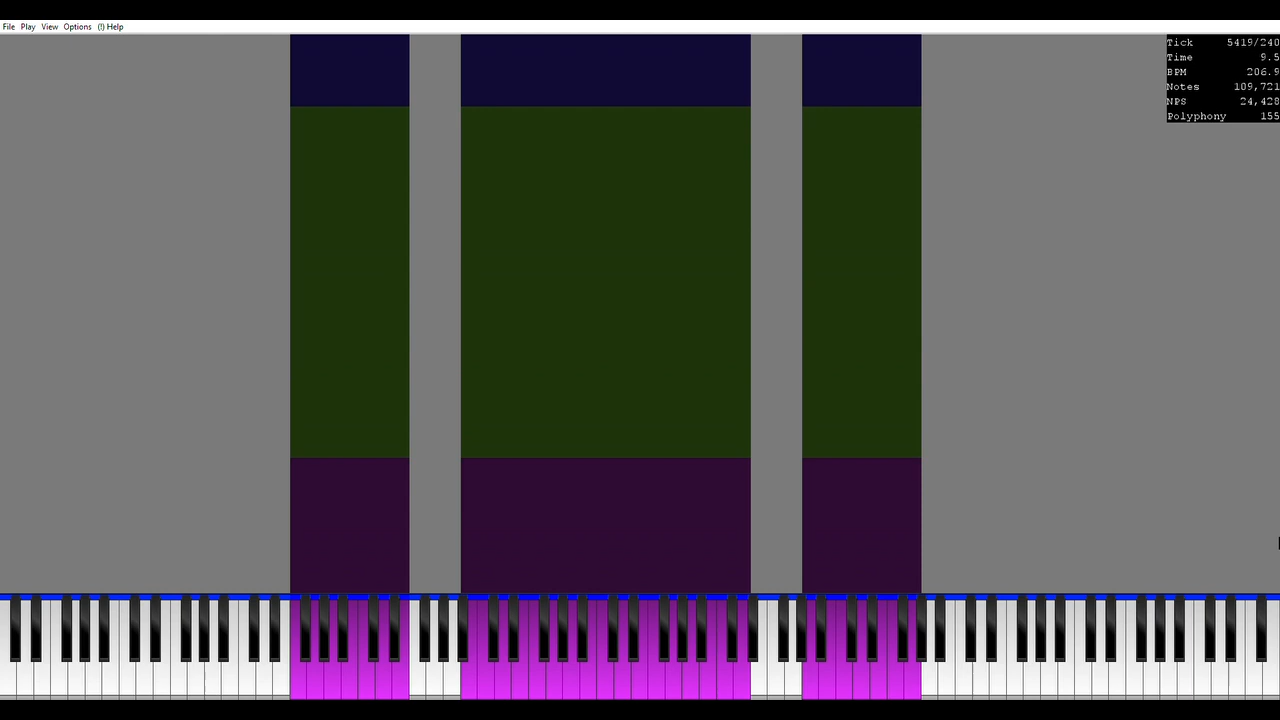 File Play View Options (!) Help
Tick 5419/240
Time 9.5
BPM 206.9
Notes 109,721
NPS 24,428
Polyphony 155